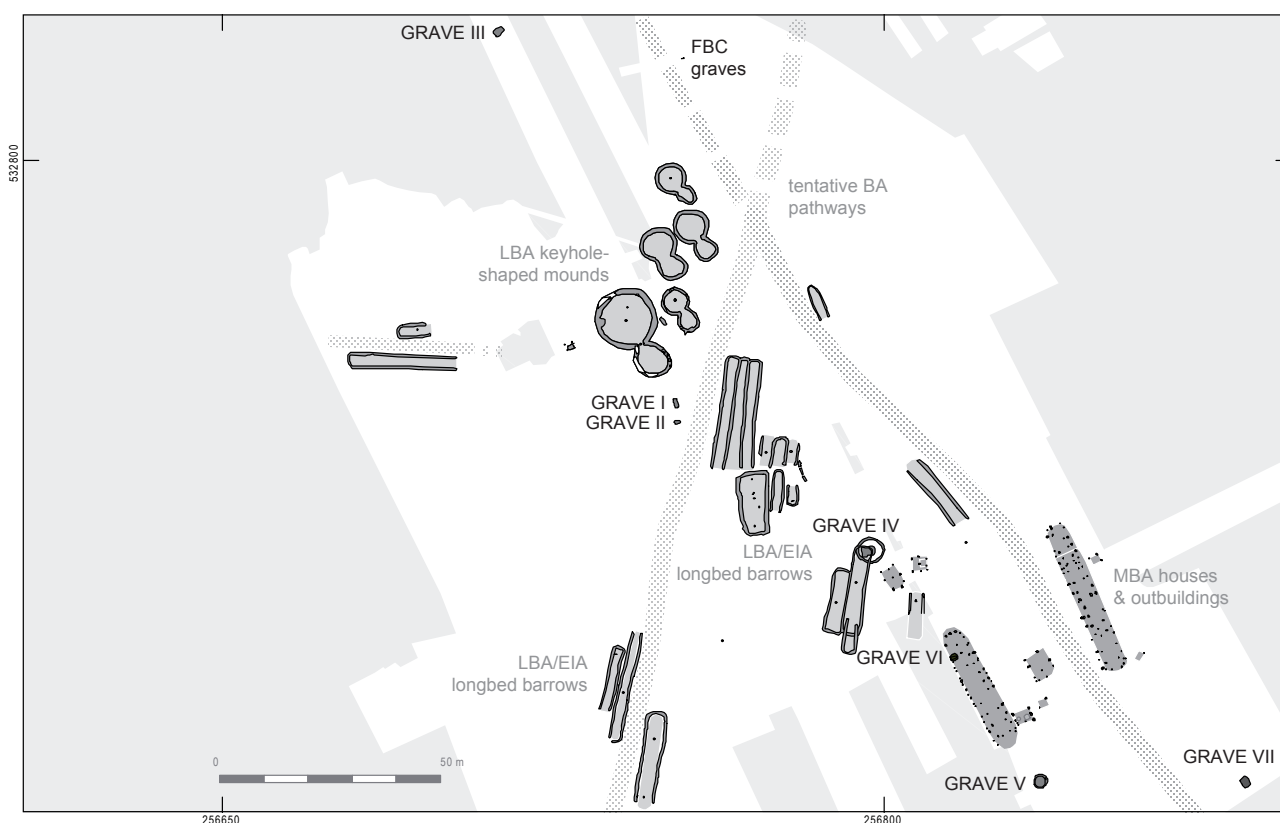 GRAVE III
FBC
graves
532800
tentative BA
pathways
LBA keyhole-
shaped mounds
GRAVE I
GRAVE II
GRAVE IV
LBA/EIA
longbed barrows
MBA houses
& outbuildings
GRAVE VI
LBA/EIA
longbed barrows
0 50 m
GRAVE VII
GRAVE V
256650 256800